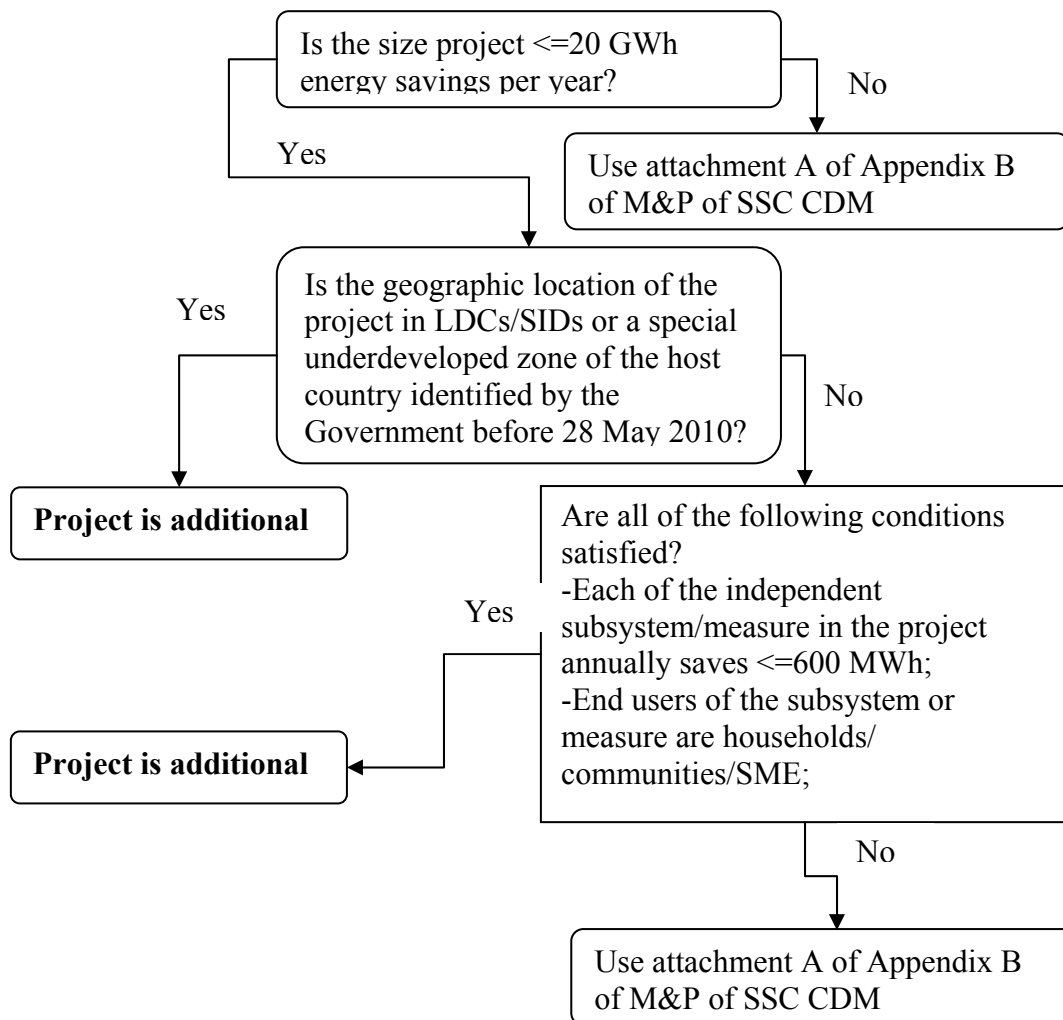 Is the size project <=20 GWh
energy savings per year?
No
Yes
Use attachment A of Appendix B
of M&P of SSC CDM
Is the geographic location of the
project in LDCs/SIDs or a special
underdeveloped zone of the host
country identified by the
Government before 28 May 2010?
Yes
No
Project is additional
Are all of the following conditions
satisfied?
-Each of the independent
subsystem/measure in the project
annually saves <=600 MWh;
-End users of the subsystem or
measure are households/
communities/SME;
Yes
Project is additional
No
Use attachment A of Appendix B
of M&P of SSC CDM